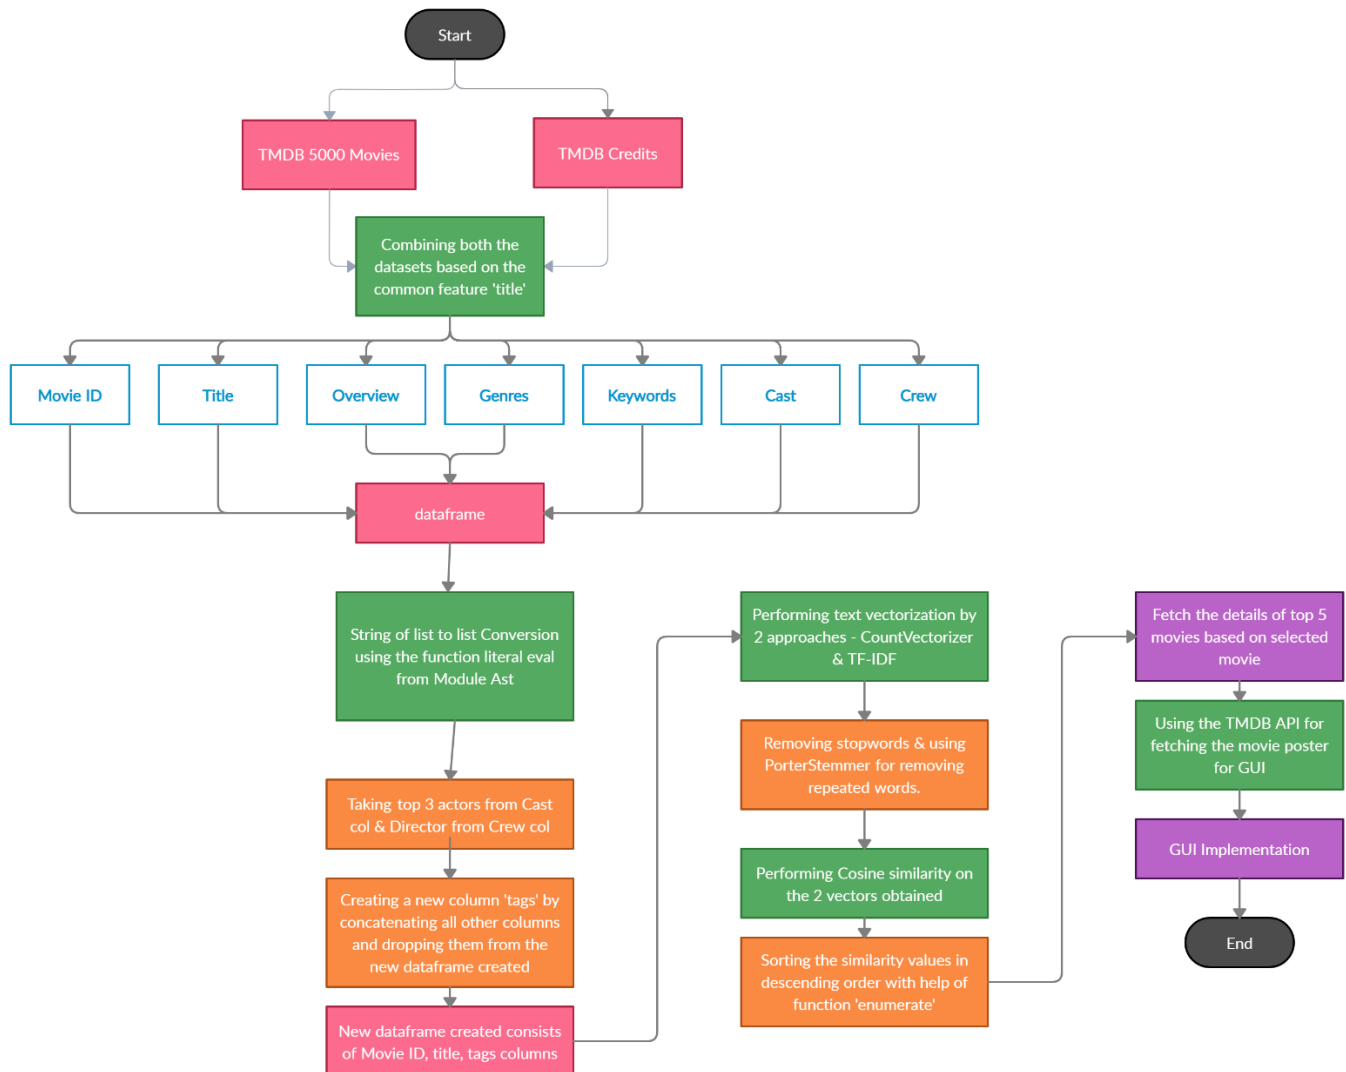 Start
TMDB 5000 Movies
TMDB Credits
Combining both the
datasets based on the
common feature 'title'
Movie ID
Title
Overview
Genres
Keywords
Cast
Crew
dataframe
String of list to list Conversion
using the function literal eval
from Module Ast
Taking top 3 actors from Cast
col & Director from Crew col
Creating a new column 'tags' by
concatenating all other columns
and dropping them from the
new dataframe created
New dataframe created consists
of Movie ID, title, tags columns
Performing text vectorization by
2 approaches - CountVectorizer
& TF-IDF
Removing stopwords & using
PorterStemmer for removing
repeated words.
Performing Cosine similarity on
the 2 vectors obtained
Sorting the similarity values in
descending order with help of
function 'enumerate'
Fetch the details of top 5
movies based on selected
movie
Using the TMDB API for
fetching the movie poster
for GUI
GUI Implementation
End